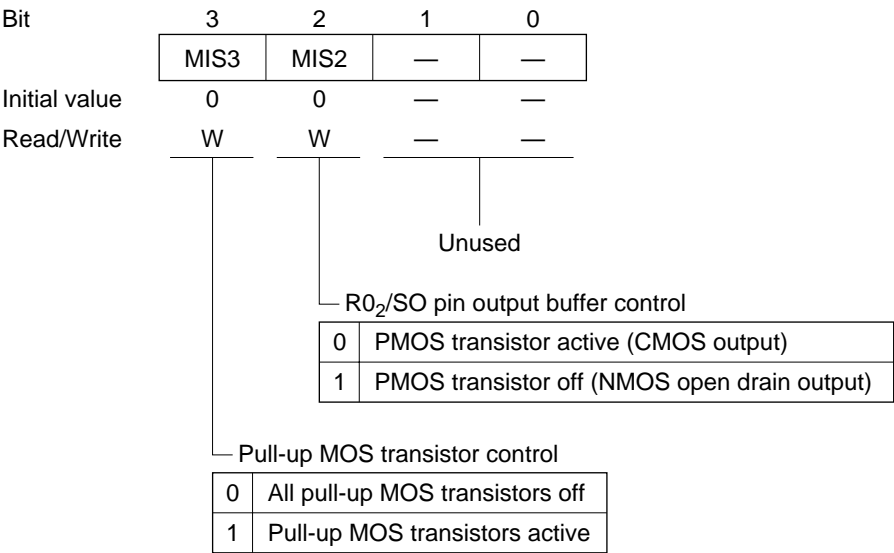 Bit 3 2 1 0
MIS3 MIS2 — —
Initial value 0 0 — —
Read/Write W W — —
Unused
R0₂/SO pin output buffer control
0 PMOS transistor active (CMOS output)
1 PMOS transistor off (NMOS open drain output)
Pull-up MOS transistor control
0 All pull-up MOS transistors off
1 Pull-up MOS transistors active